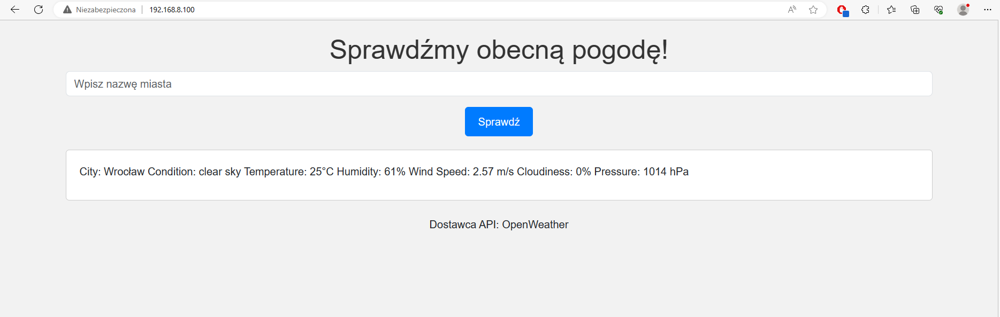 Niezabezpieczona 192.168.8.100
Sprawdźmy obecną pogodę!
Wpisz nazwę miasta
Sprawdź
City: Wrocław Condition: clear sky Temperature: 25°C Humidity: 61% Wind Speed: 2.57 m/s Cloudiness: 0% Pressure: 1014 hPa
Dostawca API: OpenWeather